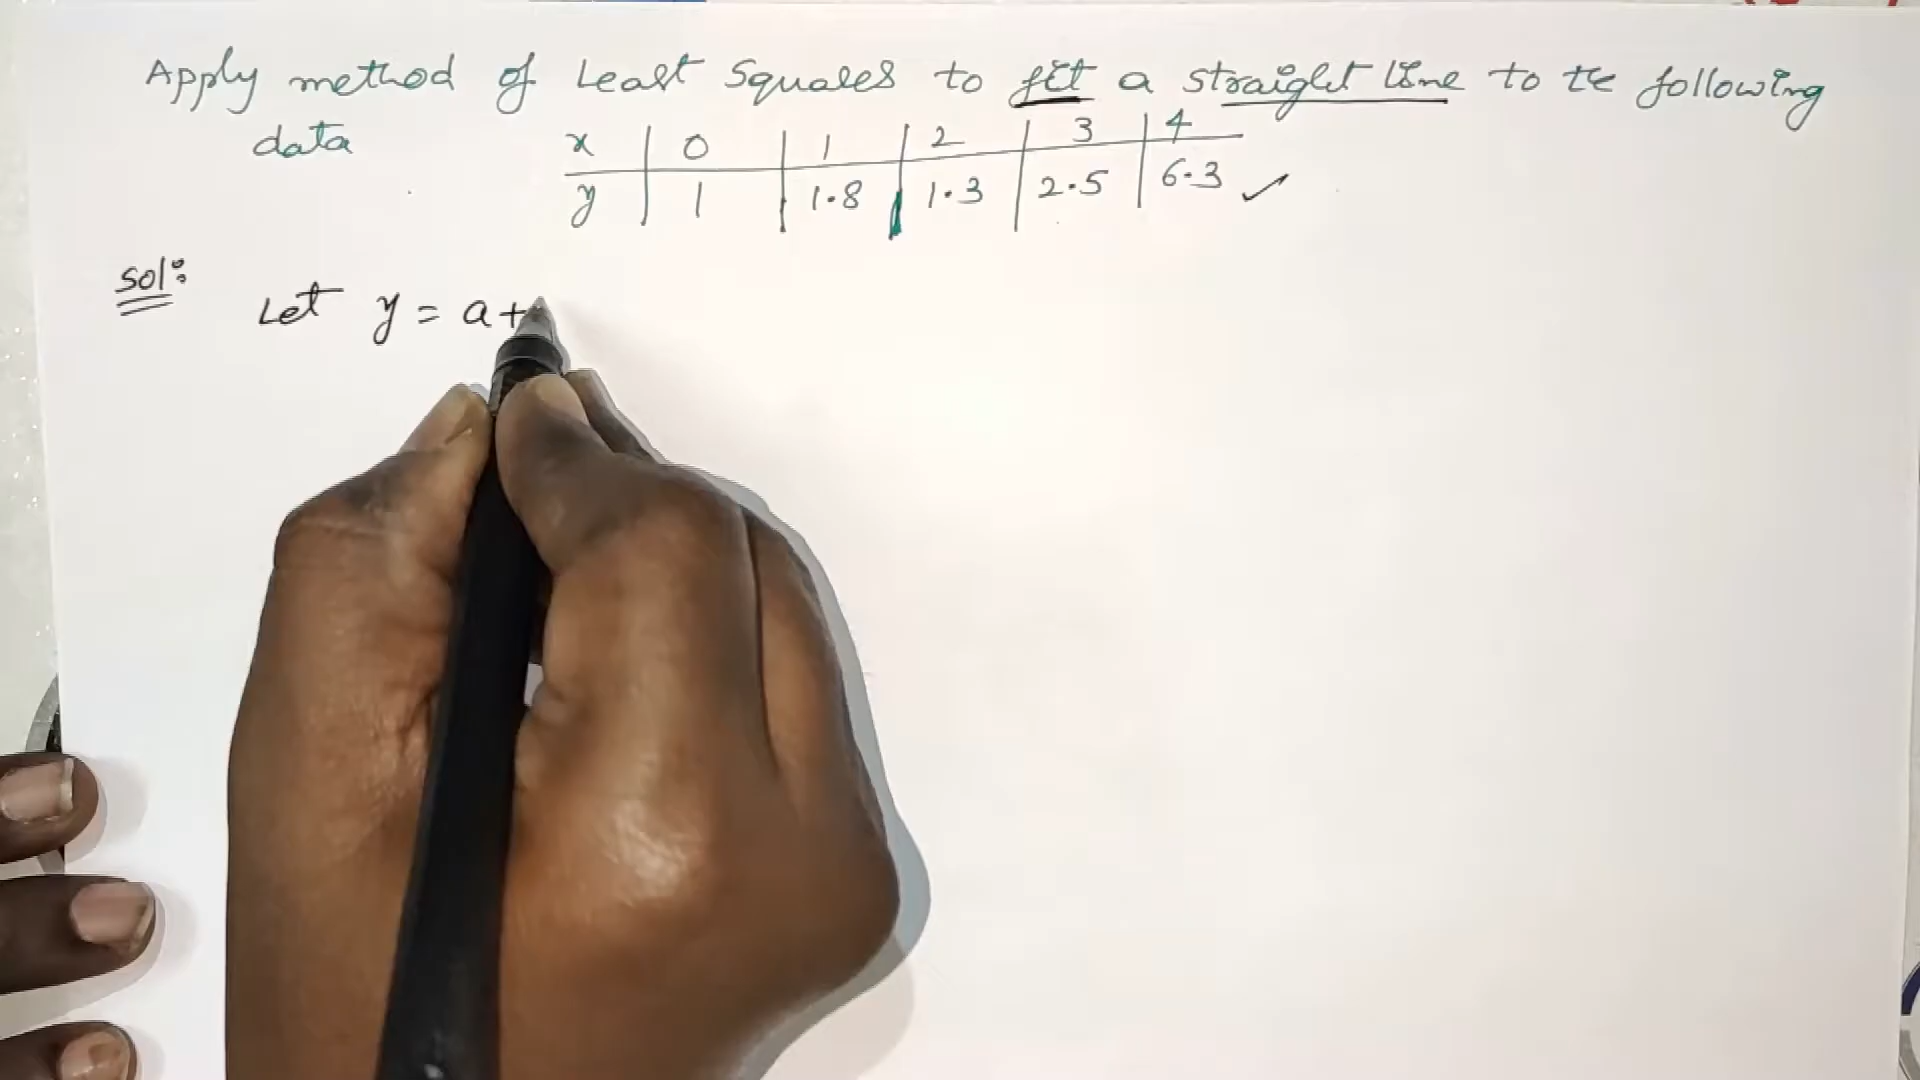 Apply method of Least Squares to fit a straight line to the following
data
x | 0 | 1 | 2 | 3 | 4
y | 1 | 1.8 | 1.3 | 2.5 | 6.3 ✓
Sol:
Let y = a+